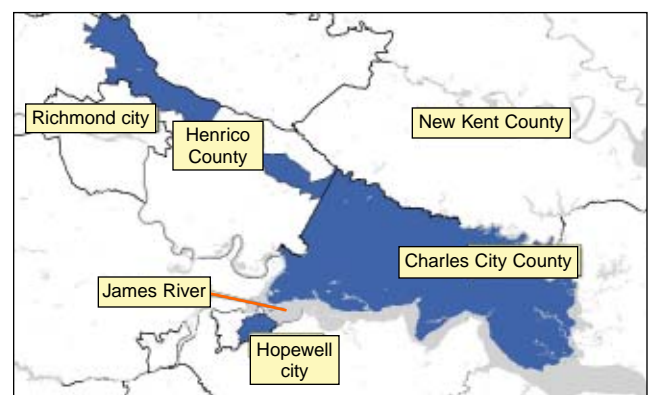 Richmond city
Henrico
County
New Kent County
Charles City County
James River
Hopewell
city